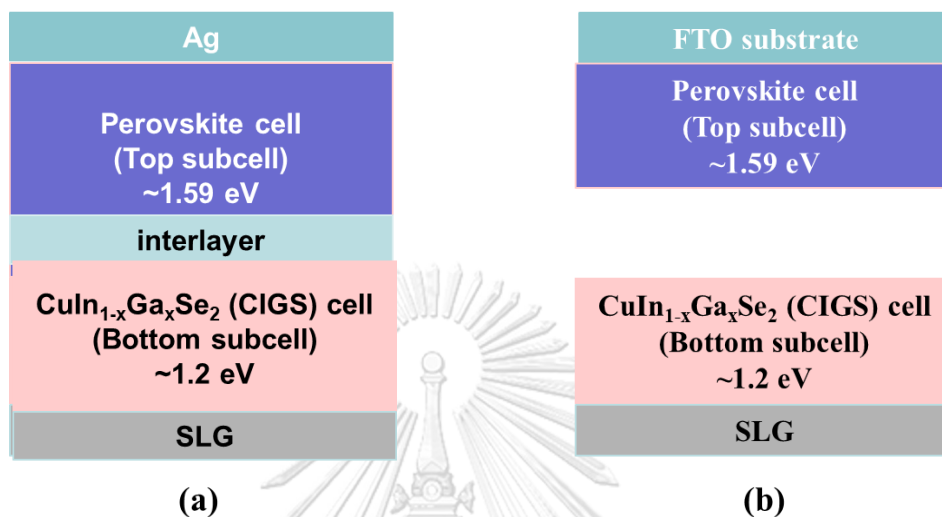 Ag
Perovskite cell
(Top subcell)
~1.59 eV
interlayer
CuIn₁₋ₓGaₓSe₂ (CIGS) cell
(Bottom subcell)
~1.2 eV
SLG
(a)
FTO substrate
Perovskite cell
(Top subcell)
~1.59 eV
CuIn₁₋ₓGaₓSe₂ (CIGS) cell
(Bottom subcell)
~1.2 eV
SLG
(b)